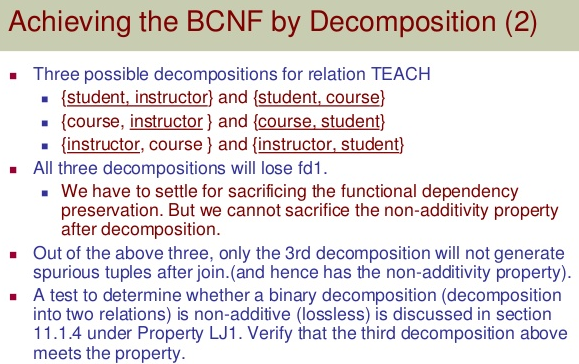 Achieving the BCNF by Decomposition (2)
Three possible decompositions for relation TEACH
{student, instructor} and {student, course}
{course, instructor } and {course, student}
{instructor, course } and {instructor, student}
All three decompositions will lose fd1.
We have to settle for sacrificing the functional dependency
preservation. But we cannot sacrifice the non-additivity property
after decomposition.
Out of the above three, only the 3rd decomposition will not generate
spurious tuples after join.(and hence has the non-additivity property).
A test to determine whether a binary decomposition (decomposition
into two relations) is non-additive (lossless) is discussed in section
11.1.4 under Property LJ1. Verify that the third decomposition above
meets the property.